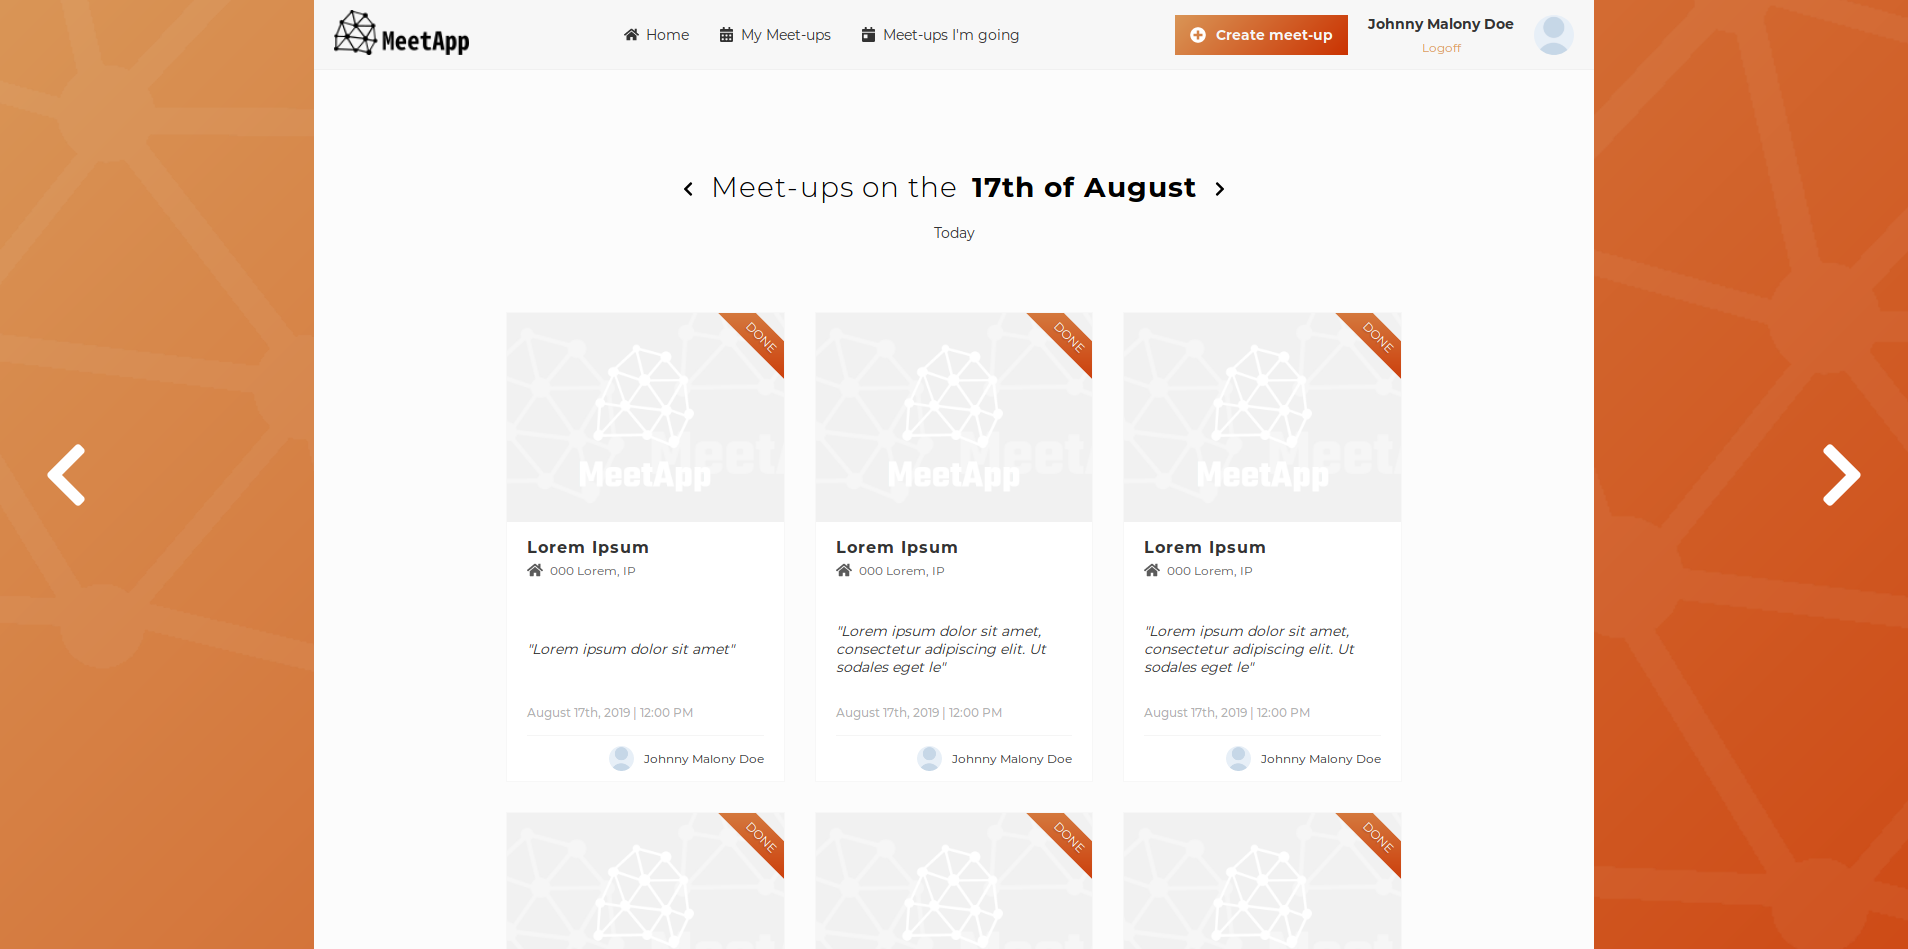 MeetApp
Home
My Meet-ups
Meet-ups I'm going
Create meet-up
Johnny Malony Doe
Logoff
Meet-ups on the 17th of August
Today
DONE
MeetA
MeetApp
Lorem Ipsum
000 Lorem, IP
"Lorem ipsum dolor sit amet"
August 17th, 2019 | 12:00 PM
Johnny Malony Doe
DONE
MeetA
MeetApp
Lorem Ipsum
000 Lorem, IP
"Lorem ipsum dolor sit amet,
consectetur adipiscing elit. Ut
sodales eget le"
August 17th, 2019 | 12:00 PM
Johnny Malony Doe
DONE
MeetA
MeetApp
Lorem Ipsum
000 Lorem, IP
"Lorem ipsum dolor sit amet,
consectetur adipiscing elit. Ut
sodales eget le"
August 17th, 2019 | 12:00 PM
Johnny Malony Doe
DONE
DONE
DONE